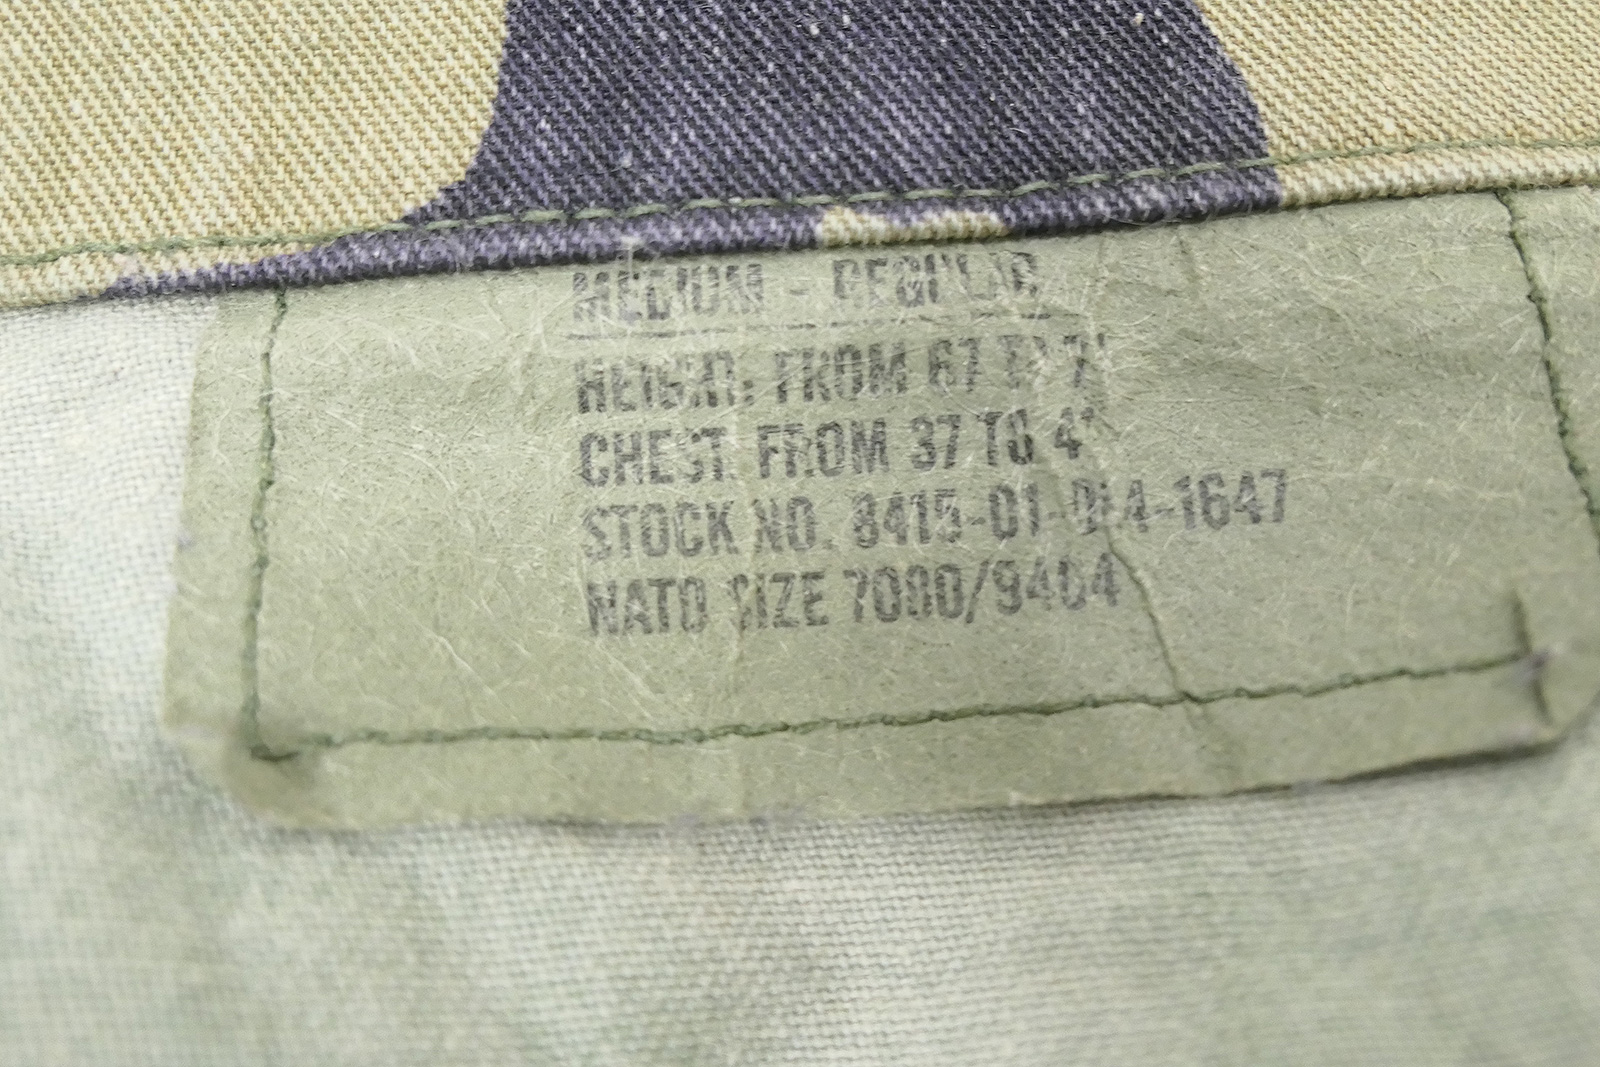 MEDIUM - REGULAR
HEIGHT: FROM 67 TO
CHEST: FROM 37 TO 41
STOCK NO. 8415-01-084-1647
NATO SIZE 7080/9404